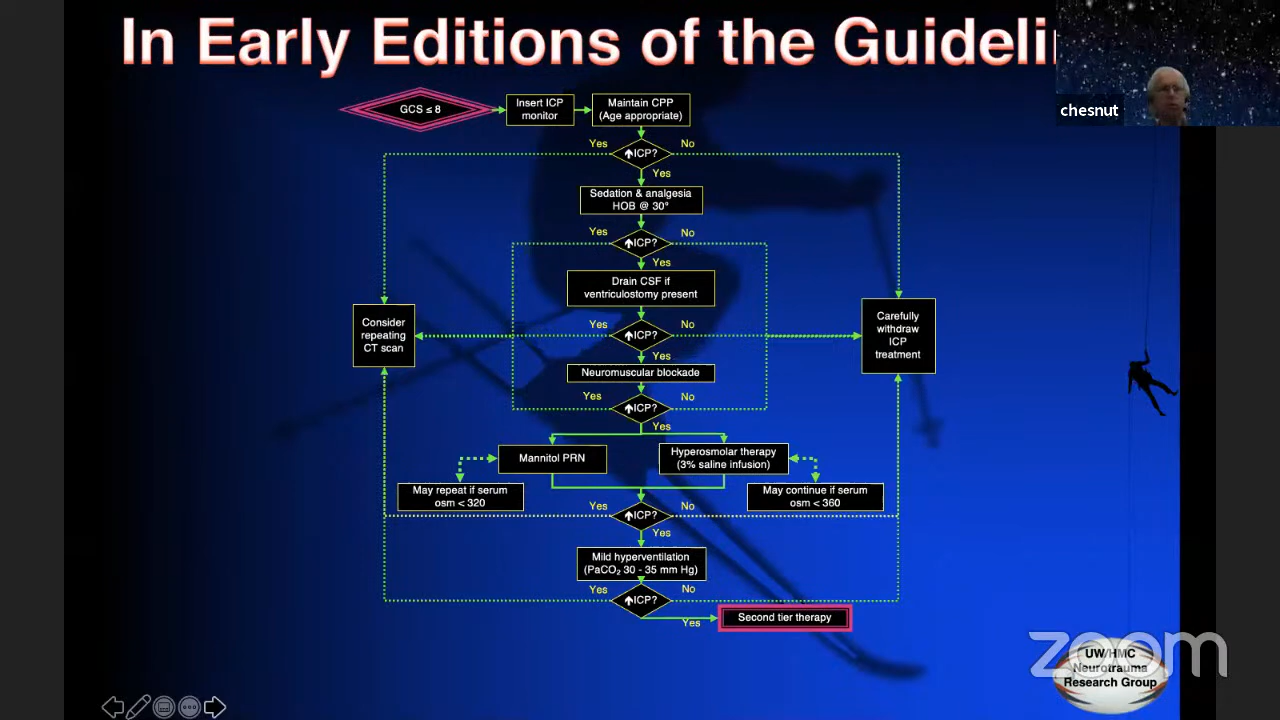 In Early Editions of the Guideli
chesnut
GCS ≤ 8
Insert ICP
monitor
Maintain CPP
(Age appropriate)
Yes
↑ICP?
No
Yes
Sedation & analgesia
HOB @ 30°
Yes
↑ICP?
No
Yes
Drain CSF if
ventriculostomy present
Consider
repeating
CT scan
Carefully
withdraw
ICP
treatment
Yes
↑ICP?
No
Yes
Neuromuscular blockade
Yes
↑ICP?
No
Yes
Mannitol PRN
Hyperosmolar therapy
(3% saline infusion)
May repeat if serum
osm < 320
May continue if serum
osm < 360
Yes
↑ICP?
No
Yes
Mild hyperventilation
(PaCO₂ 30 - 35 mm Hg)
Yes
↑ICP?
No
Yes
Second tier therapy
zoom
UW/HMC
Neurotrauma
Research Group